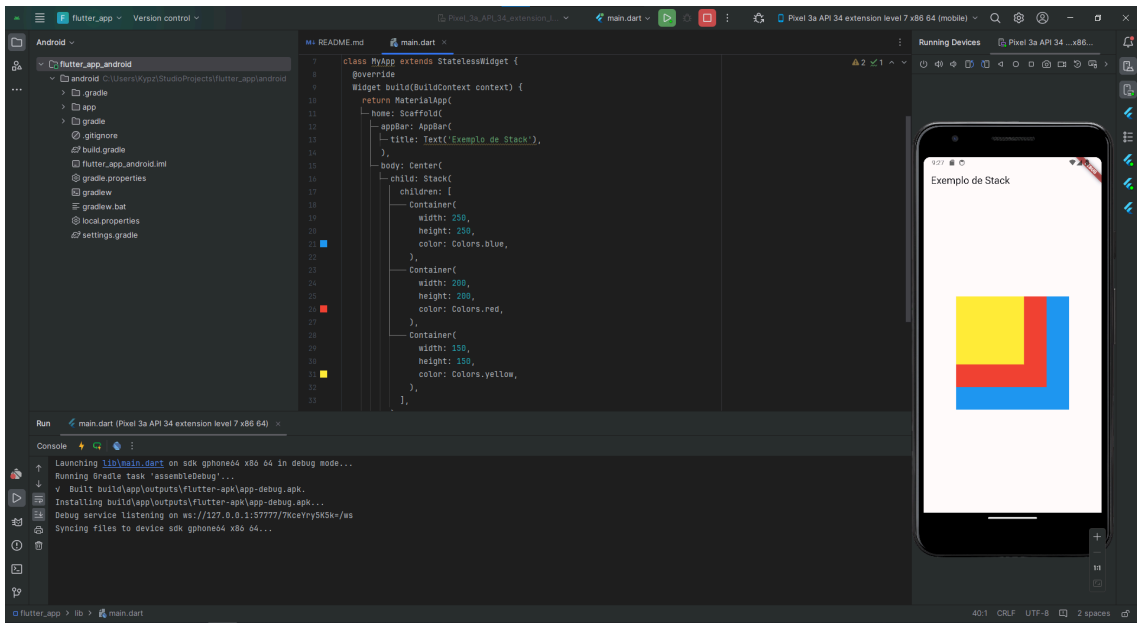 flutter_app Version control
Pixel_3a_API_34_extension_l...
main.dart
Pixel 3a API 34 extension level 7 x86 64 (mobile)
Android
flutter_app_android
android C:\Users\Kypz\StudioProjects\flutter_app\android
.gradle
app
gradle
.gitignore
build.gradle
flutter_app_android.iml
gradle.properties
gradlew
gradlew.bat
local.properties
settings.gradle
M↓ README.md main.dart
2 1
7 class MyApp extends StatelessWidget {
8 @override
9 Widget build(BuildContext context) {
10 return MaterialApp(
11 home: Scaffold(
12 appBar: AppBar(
13 title: Text('Exemplo de Stack'),
14 ),
15 body: Center(
16 child: Stack(
17 children: [
18 Container(
19 width: 250,
20 height: 250,
21 color: Colors.blue,
22 ),
23 Container(
24 width: 200,
25 height: 200,
26 color: Colors.red,
27 ),
28 Container(
29 width: 150,
30 height: 150,
31 color: Colors.yellow,
32 ),
33 ],
Running Devices Pixel 3a API 34 ...x86...
9:27
Exemplo de Stack
1:1
Run main.dart (Pixel 3a API 34 extension level 7 x86 64)
Console
Launching lib\main.dart on sdk gphone64 x86 64 in debug mode...
Running Gradle task 'assembleDebug'...
√ Built build\app\outputs\flutter-apk\app-debug.apk.
Installing build\app\outputs\flutter-apk\app-debug.apk...
Debug service listening on ws://127.0.0.1:57777/7KceYry5K5k=/ws
Syncing files to device sdk gphone64 x86 64...
flutter_app > lib > main.dart
40:1 CRLF UTF-8 2 spaces